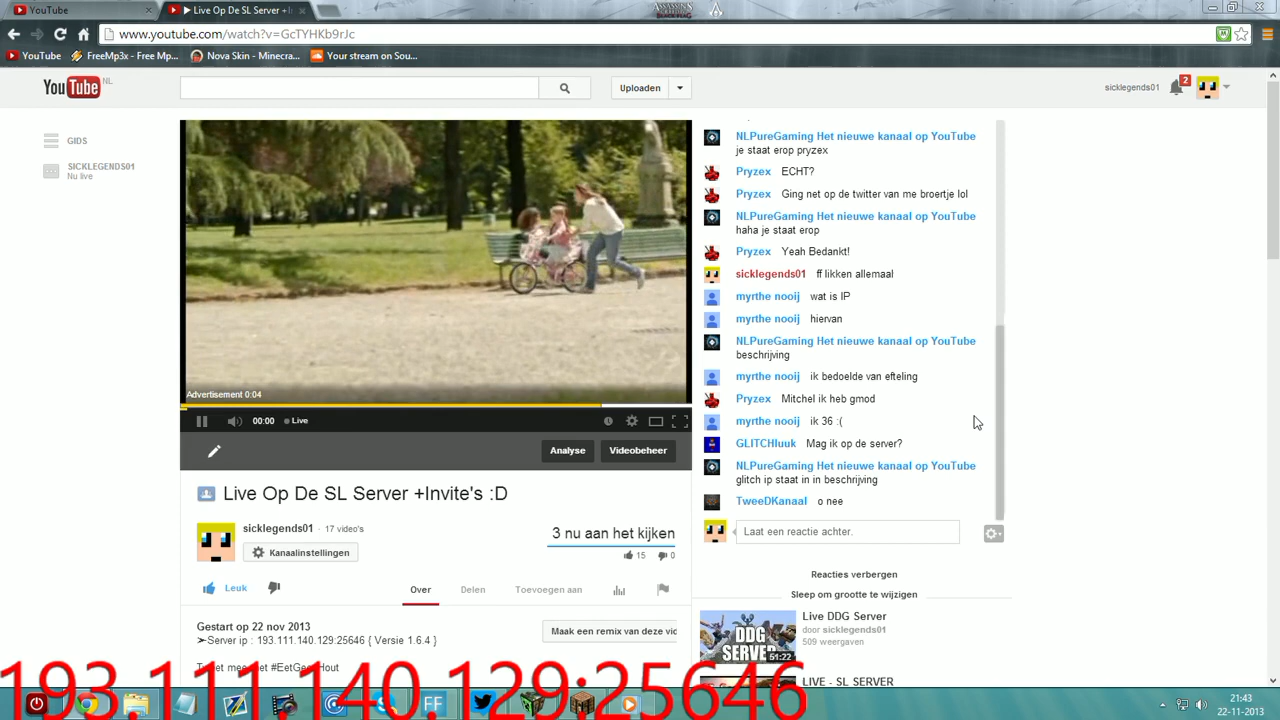 YouTube
▶ Live Op De SL Server +I
www.youtube.com/watch?v=GcTYHKb9rJc
YouTube
FreeMp3x - Free Mp...
Nova Skin - Minecra...
Your stream on Sou...
YouTube NL
Uploaden
sicklegends01
2
GIDS
SICKLEGENDS01
Nu live
Advertisement 0:04
00:00
Live
Analyse
Videobeheer
Live Op De SL Server +Invite's :D
sicklegends01 · 17 video's
Kanaalinstellingen
3 nu aan het kijken
15
0
Leuk
Over
Delen
Toevoegen aan
Gestart op 22 nov 2013
➤Server ip : 193.111.140.129:25646 { Versie 1.6.4 }
Maak een remix van deze vid
#EetGe
NLPureGaming Het nieuwe kanaal op YouTube
je staat erop pryzex
Pryzex ECHT?
Pryzex Ging net op de twitter van me broertje lol
NLPureGaming Het nieuwe kanaal op YouTube
haha je staat erop
Pryzex Yeah Bedankt!
sicklegends01 ff likken allemaal
myrthe nooij wat is IP
myrthe nooij hiervan
NLPureGaming Het nieuwe kanaal op YouTube
beschrijving
myrthe nooij ik bedoelde van efteling
Pryzex Mitchel ik heb gmod
myrthe nooij ik 36 :(
GLITCHluuk Mag ik op de server?
NLPureGaming Het nieuwe kanaal op YouTube
glitch ip staat in in beschrijving
TweeDKanaal o nee
Laat een reactie achter.
Reacties verbergen
Sleep om grootte te wijzigen
Live DDG Server
door sicklegends01
509 weergaven
DDG
SERVER
51:22
LIVE - SL SERVER
193.111.140.129:25646
FF
21:43
22-11-2013